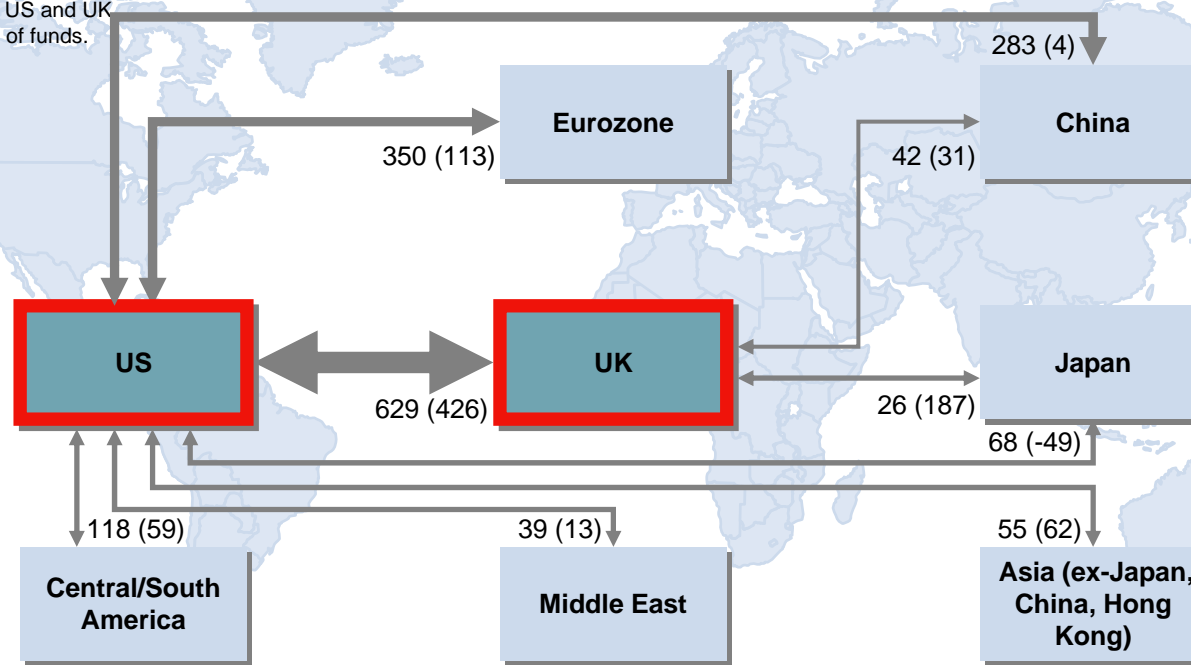 US and UK
of funds.
283 (4)
Eurozone
China
350 (113)
42 (31)
US
UK
Japan
629 (426)
26 (187)
68 (-49)
118 (59)
39 (13)
55 (62)
Central/South
America
Middle East
Asia (ex-Japan,
China, Hong
Kong)